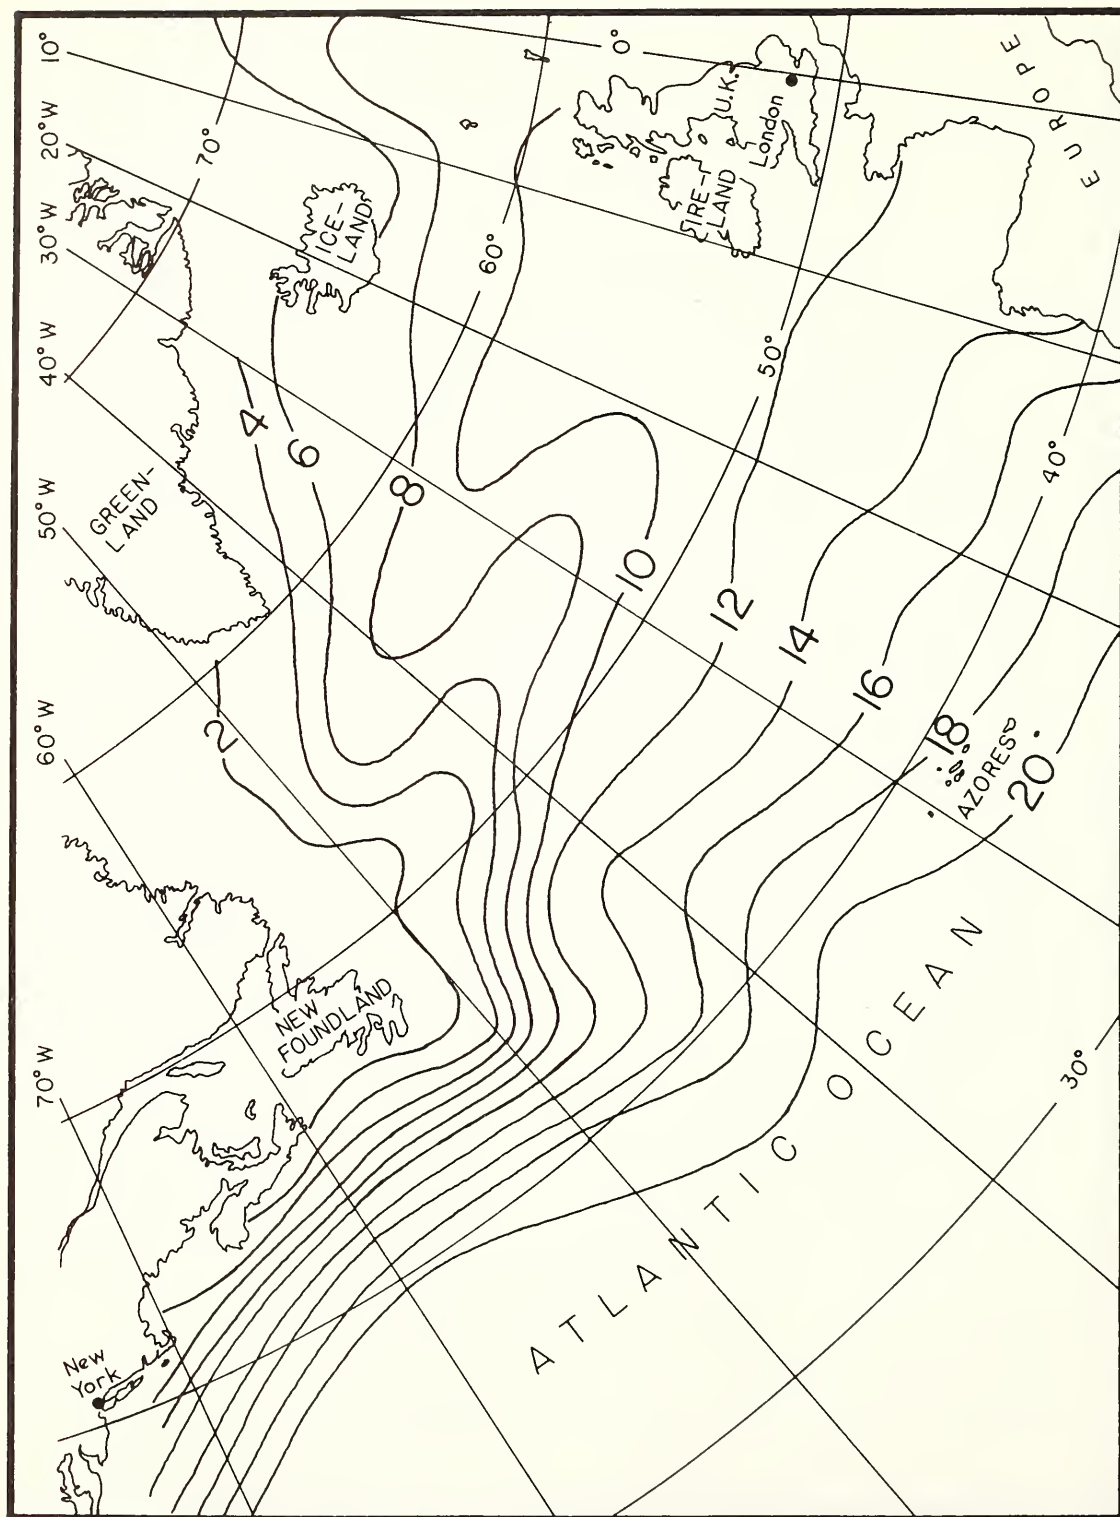 10°
20°W
30°W
40°W
50°W
60°W
70°W
0°
70°
60°
50°
40°
30°
GREEN-
LAND
ICE-
LAND
IRE-
LAND
U.K.
London
EUROPE
NEW
FOUNDLAND
New
York
AZORES
ATLANTIC OCEAN
2
4
6
8
10
12
14
16
18
20